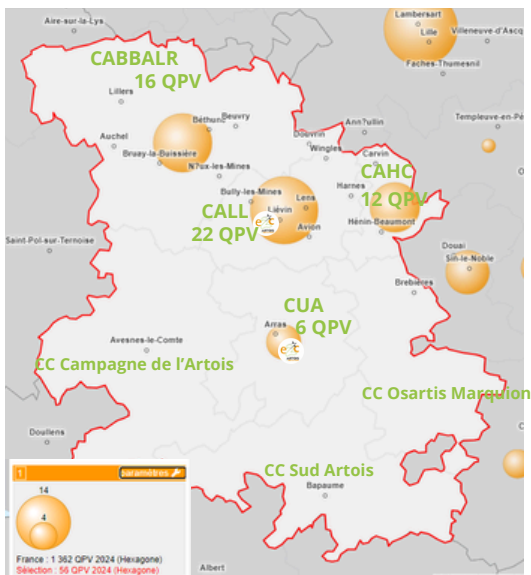 Aire-sur-la-Lys
Lambersart
Lille
Villeneuve-d'Ascq
Faches-Thumesnil
CABBALR
16 QPV
Lillers
Béthune
Beuvry
Ann?ullin
Templeuve-en-Pé
Auchel
Douvrin
Bruay-la-Buissière
Wingles
Carvin
N?ux-les-Mines
CAHC
12 QPV
Bully-les-Mines
Harnes
CALL
22 QPV
Lens
Liévin
Avion
Hénin-Beaumont
Saint-Pol-sur-Ternoise
Douai
Sin-le-Noble
Brebières
CUA
6 QPV
Arras
Avesnes-le-Comte
CC Campagne de l'Artois
CC Osartis Marquion
Doullens
CC Sud Artois
Bapaume
1
paramètres
14
4
France : 1 362 QPV 2024 (Hexagone)
Sélection : 56 QPV 2024 (Hexagone)
Albert